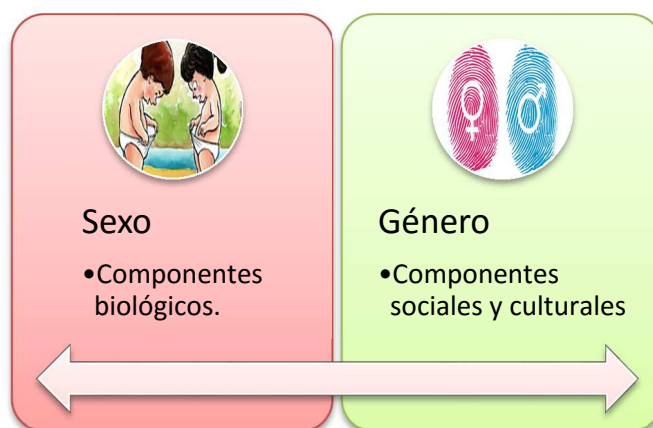 Sexo
•Componentes
biológicos.
Género
•Componentes
sociales y culturales